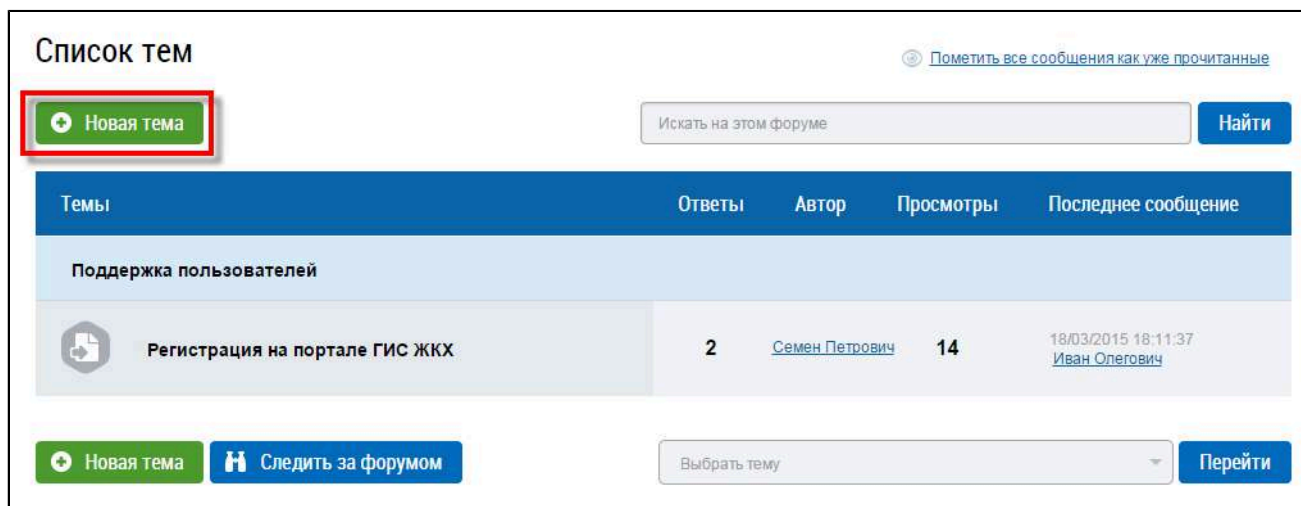 Список тем
Пометить все сообщения как уже прочитанные
Новая тема
Искать на этом форуме
Найти
Темы Ответы Автор Просмотры Последнее сообщение
Поддержка пользователей
Регистрация на портале ГИС ЖКХ 2 Семен Петрович 14 18/03/2015 18:11:37
Иван Олегович
Новая тема Следить за форумом Выбрать тему Перейти